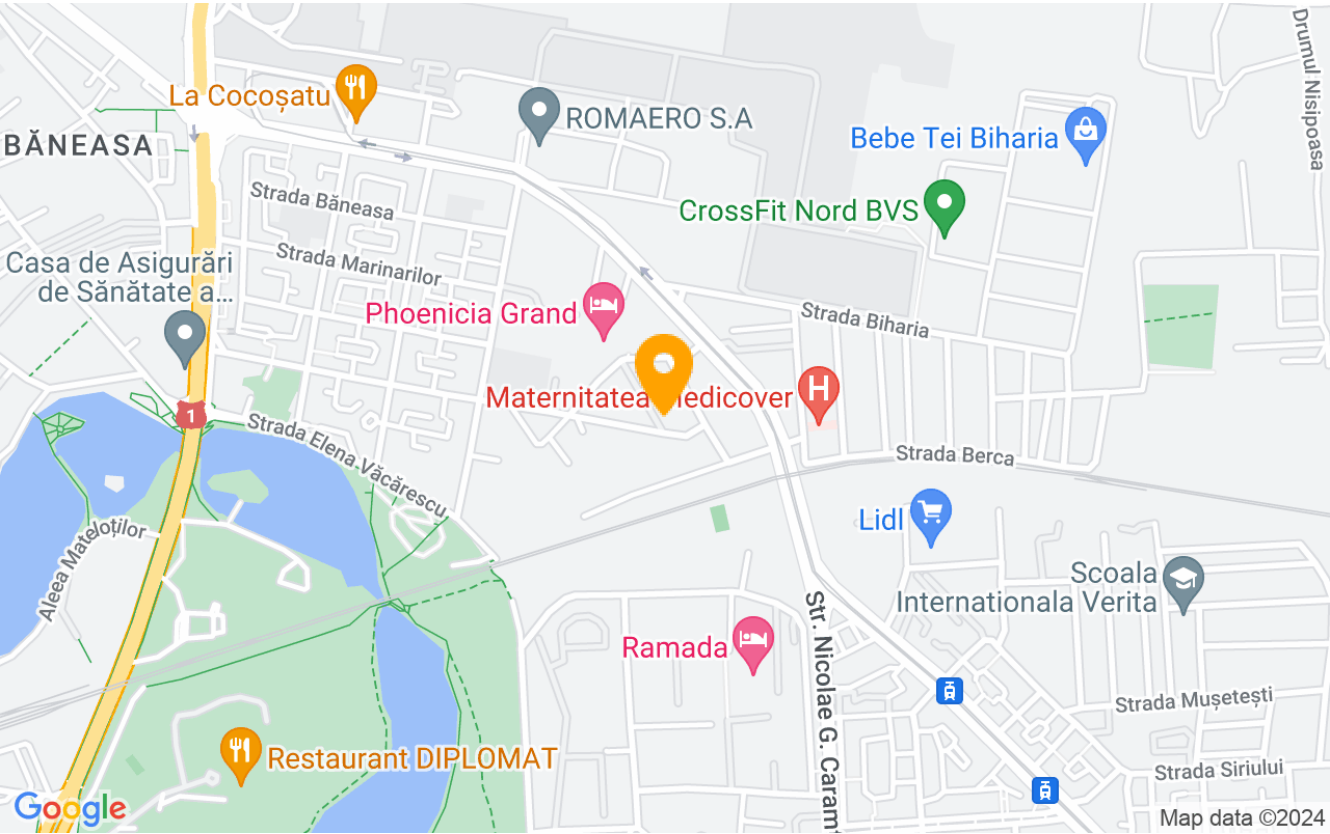 Drumul Nisipoasa
La Cocoșatu
ROMAERO S.A
BĂNEASA
Bebe Tei Biharia
Strada Băneasa
CrossFit Nord BVS
Strada Marinarilor
Casa de Asigurări
de Sănătate a...
Phoenicia Grand
Strada Biharia
Maternitatea Medicover
H
1
Strada Elena Văcărescu
Strada Berca
Lidl
Aleea Mateloților
Scoala
Internationala Verita
Str. Nicolae G. Caram
Ramada
Strada Mușetești
Restaurant DIPLOMAT
Strada Siriului
Google
Map data ©2024